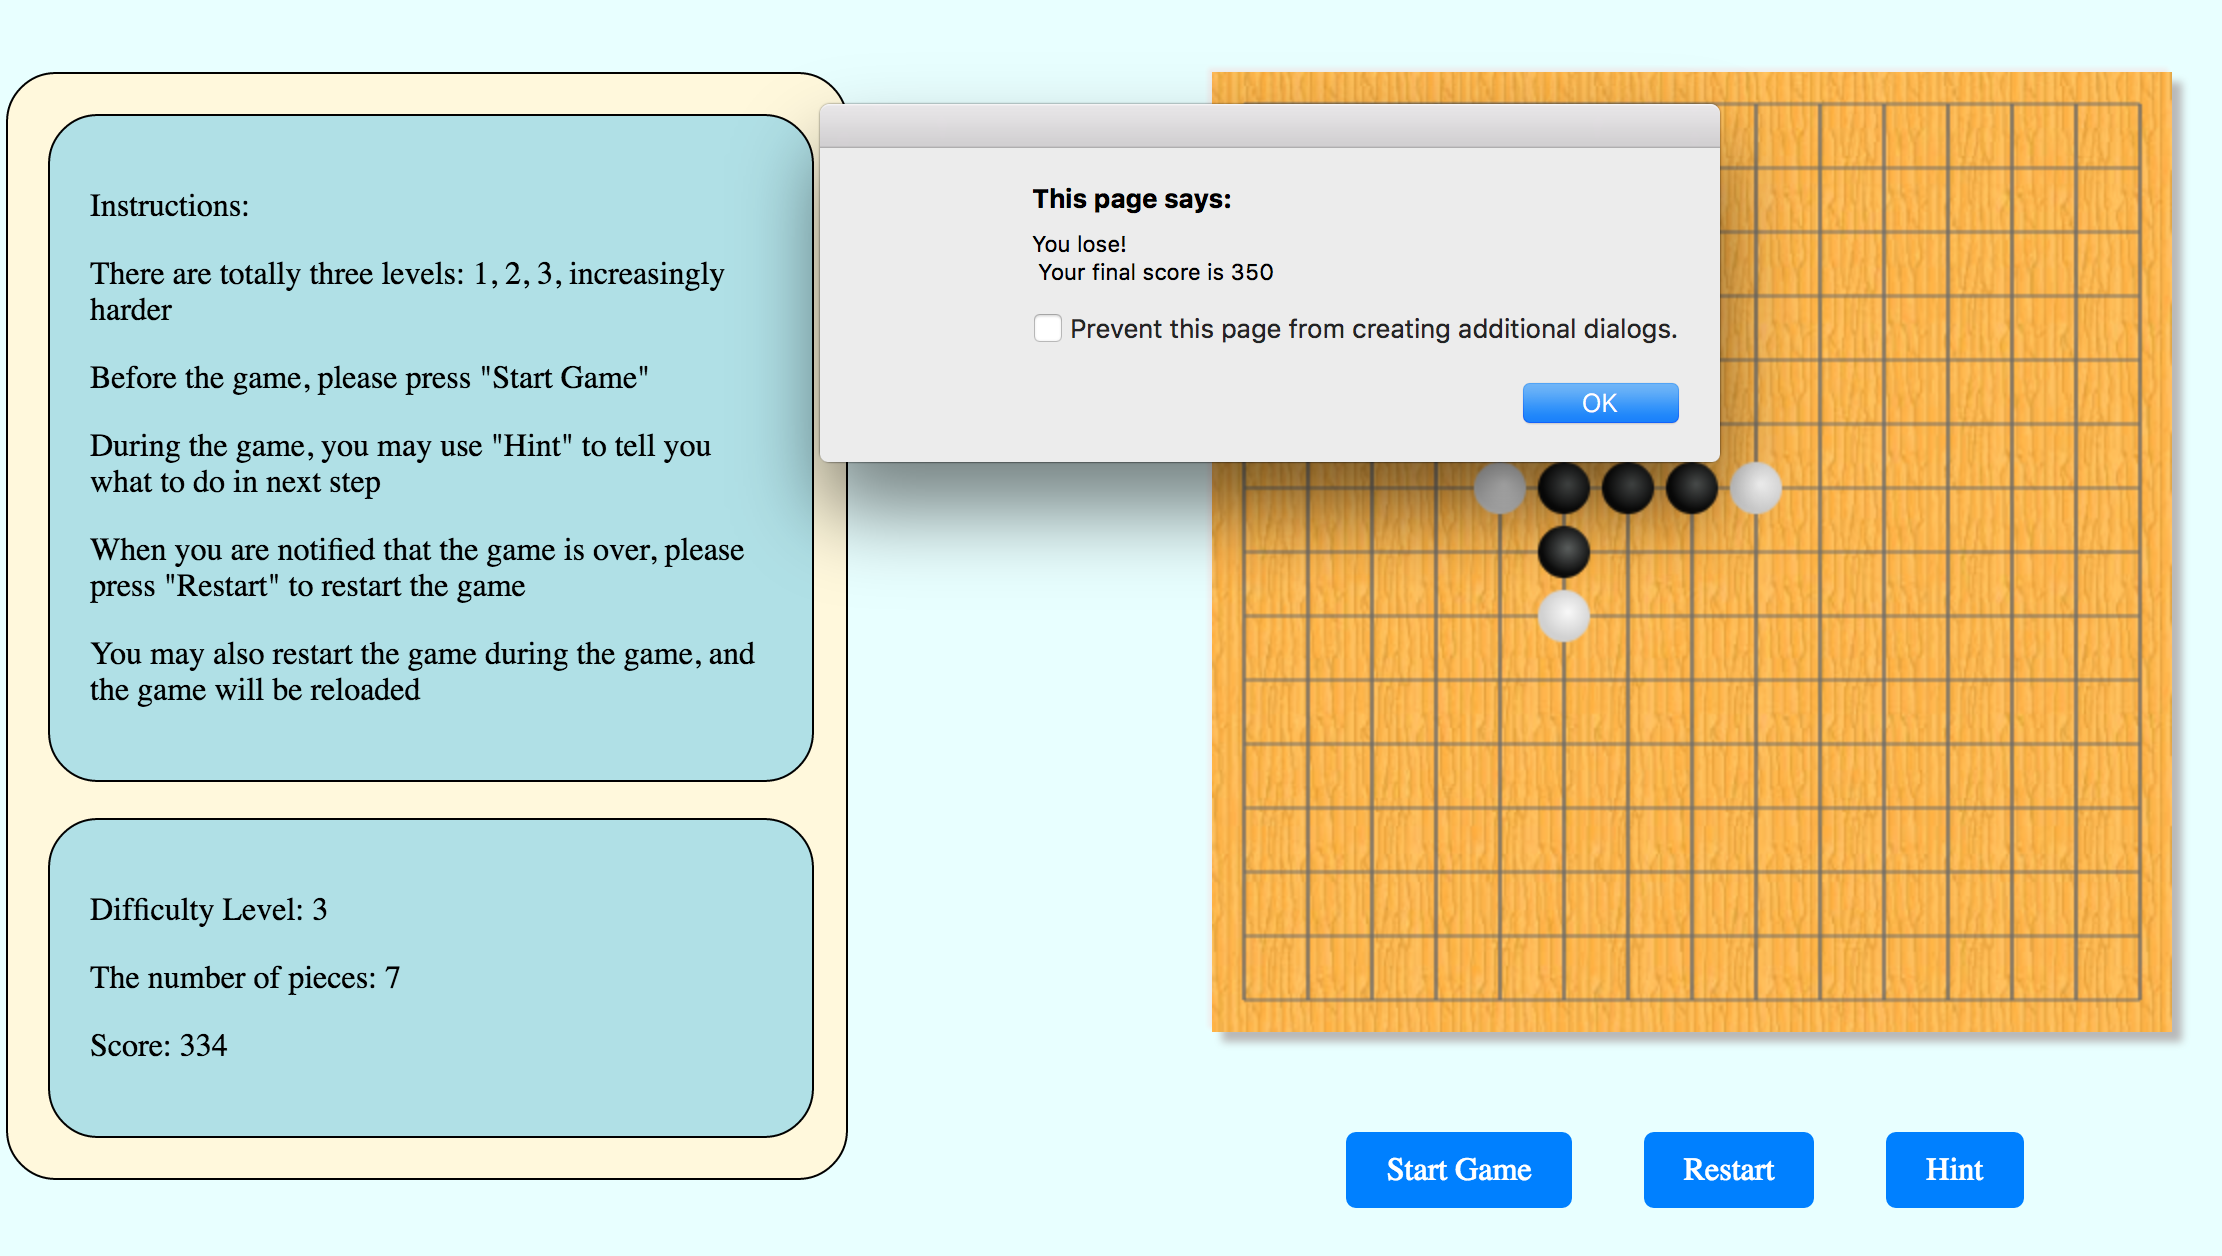 Instructions:
There are totally three levels: 1, 2, 3, increasingly
harder
Before the game, please press "Start Game"
During the game, you may use "Hint" to tell you
what to do in next step
When you are notified that the game is over, please
press "Restart" to restart the game
You may also restart the game during the game, and
the game will be reloaded
Difficulty Level: 3
The number of pieces: 7
Score: 334
This page says:
You lose!
Your final score is 350
Prevent this page from creating additional dialogs.
OK
Start Game
Restart
Hint